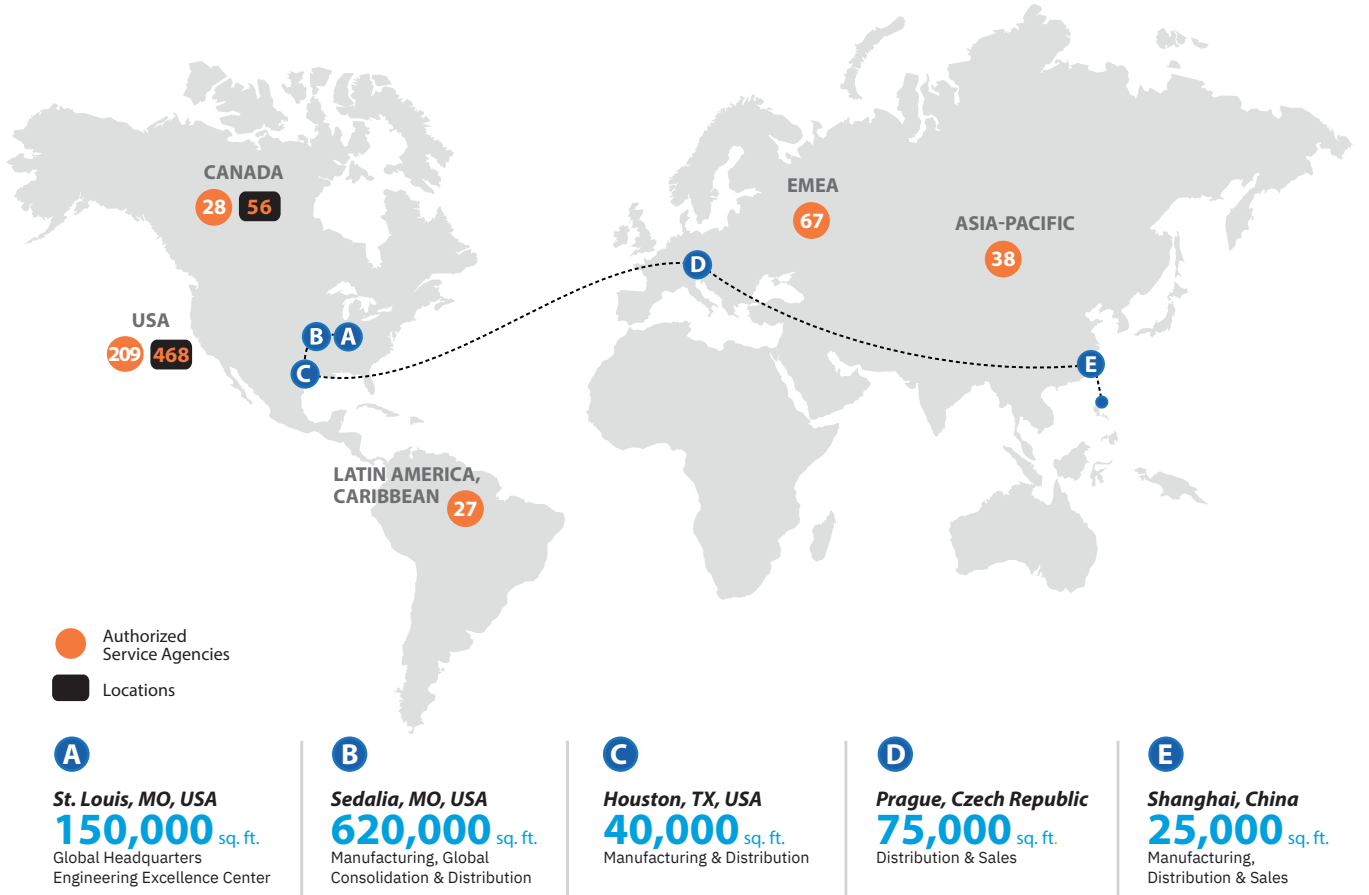 CANADA
28 56
EMEA
67
ASIA-PACIFIC
38
D
USA
209 468
B A
C
E
LATIN AMERICA,
CARIBBEAN
27
Authorized
Service Agencies
Locations
A
St. Louis, MO, USA
150,000 sq. ft.
Global Headquarters
Engineering Excellence Center
B
Sedalia, MO, USA
620,000 sq. ft.
Manufacturing, Global
Consolidation & Distribution
C
Houston, TX, USA
40,000 sq. ft.
Manufacturing & Distribution
D
Prague, Czech Republic
75,000 sq. ft.
Distribution & Sales
E
Shanghai, China
25,000 sq. ft.
Manufacturing,
Distribution & Sales